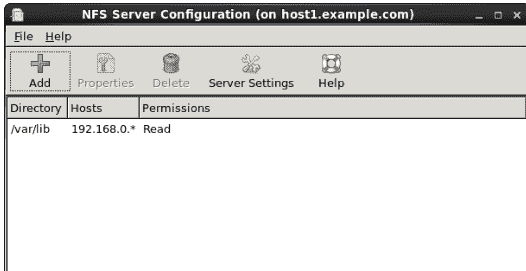 NFS Server Configuration (on host1.example.com)
File Help
Add Properties Delete Server Settings Help
Directory Hosts Permissions
/var/lib 192.168.0.* Read